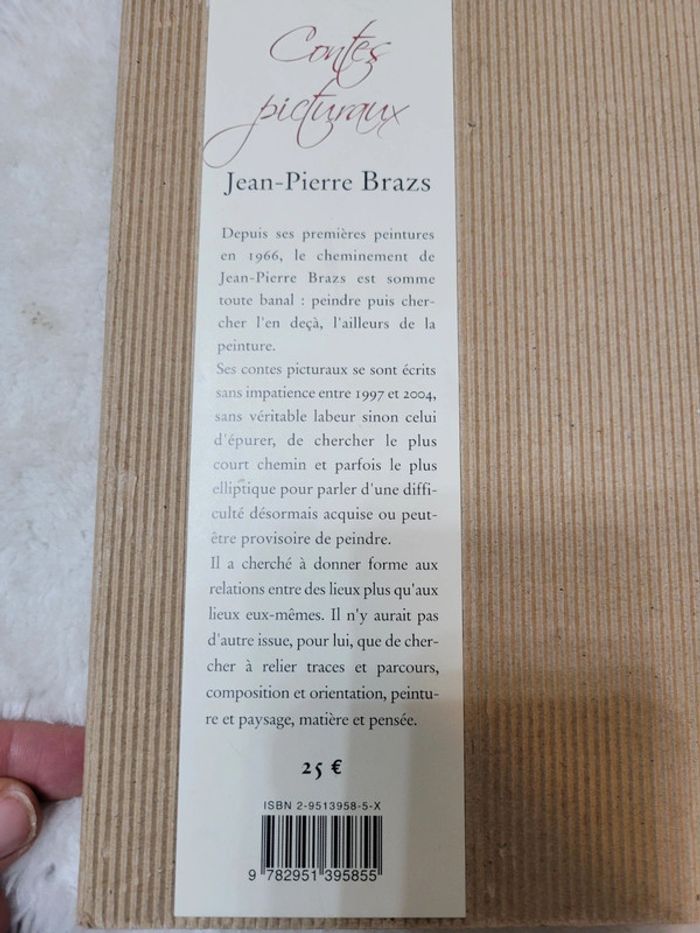 Contes
picturaux
Jean-Pierre Brazs
Depuis ses premières peintures
en 1966, le cheminement de
Jean-Pierre Brazs est somme
toute banal : peindre puis cher-
cher l'en deçà, l'ailleurs de la
peinture.
Ses contes picturaux se sont écrits
sans impatience entre 1997 et 2004,
sans véritable labeur sinon celui
d'épurer, de chercher le plus
court chemin et parfois le plus
elliptique pour parler d'une diffi-
culté désormais acquise ou peut-
être provisoire de peindre.
Il a cherché à donner forme aux
relations entre des lieux plus qu'aux
lieux eux-mêmes. Il n'y aurait pas
d'autre issue, pour lui, que de cher-
cher à relier traces et parcours,
composition et orientation, peintu-
re et paysage, matière et pensée.
25 €
ISBN 2-9513958-5-X
9 782951 395855